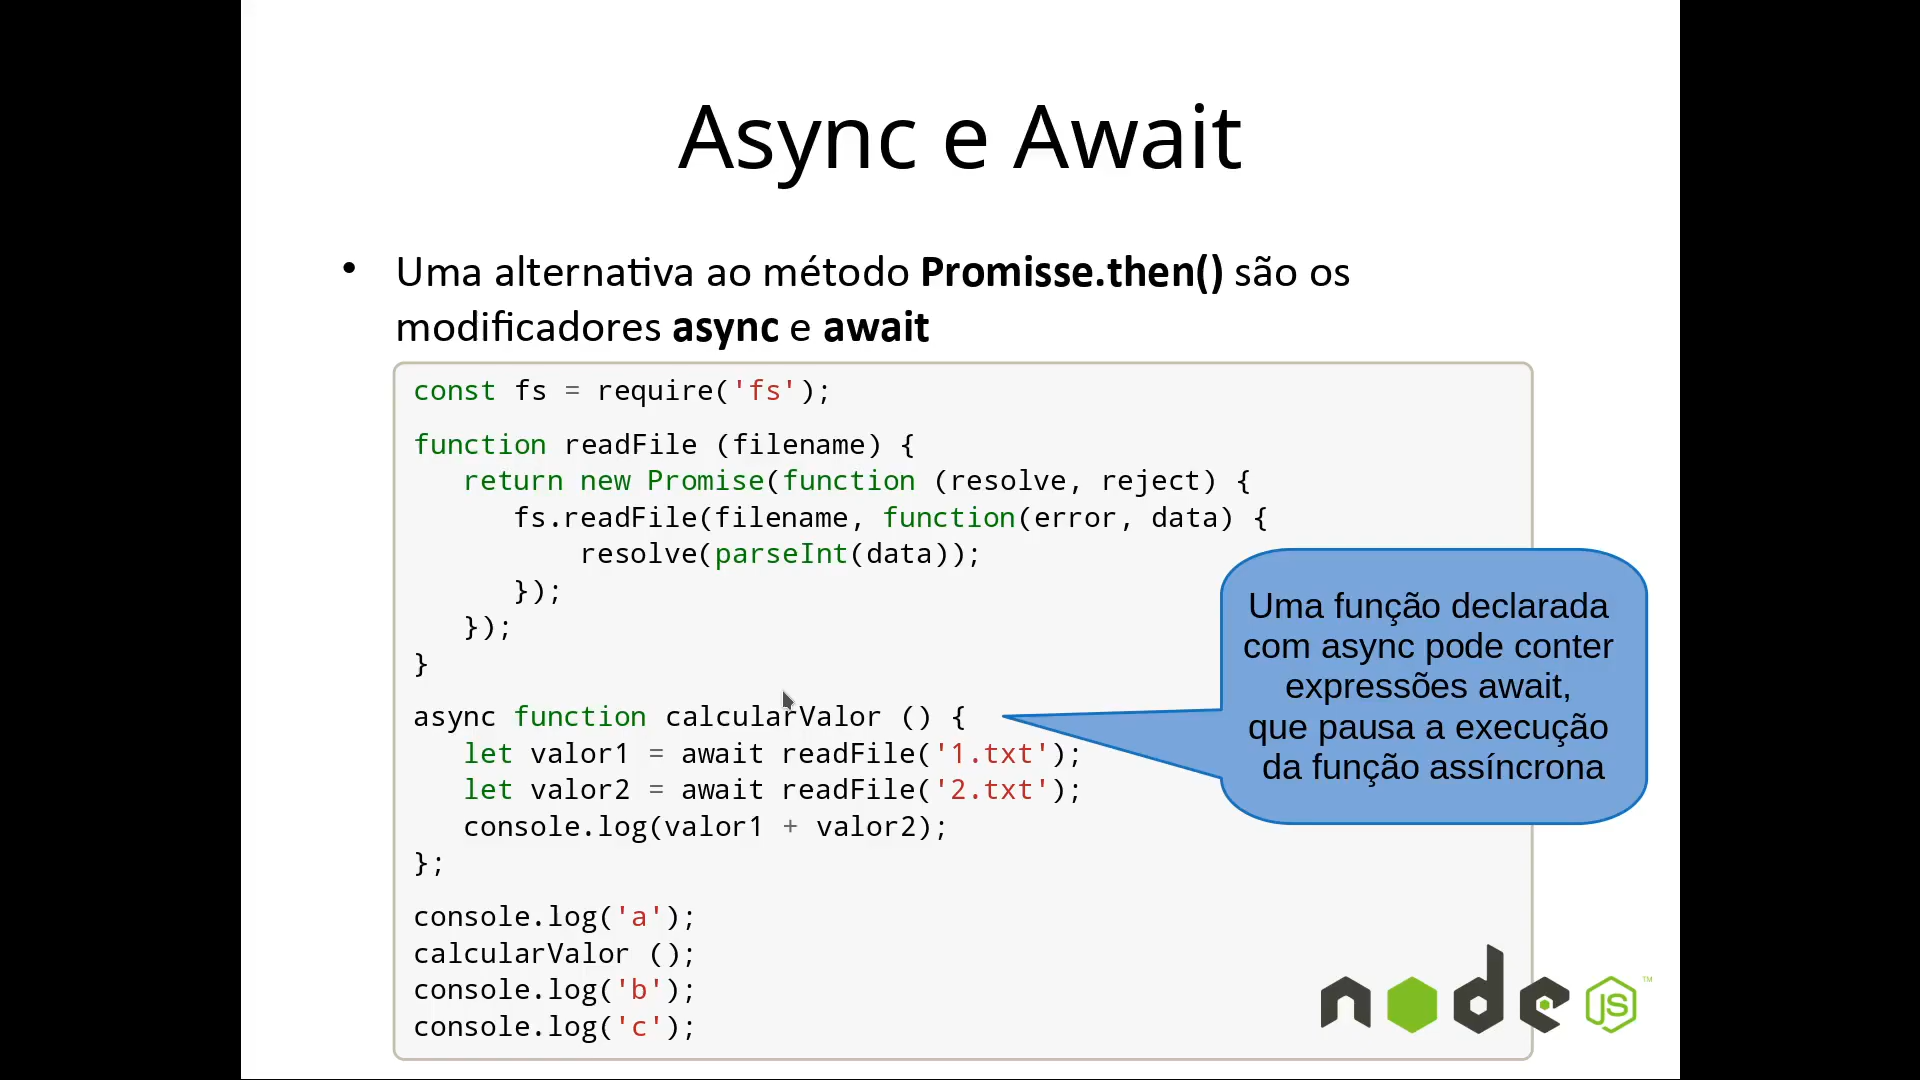 Async e Await
• Uma alternativa ao método Promisse.then() são os
modificadores async e await
const fs = require('fs');
function readFile (filename) {
   return new Promise(function (resolve, reject) {
      fs.readFile(filename, function(error, data) {
          resolve(parseInt(data));
      });
   });
}
async function calcularValor () {
   let valor1 = await readFile('1.txt');
   let valor2 = await readFile('2.txt');
   console.log(valor1 + valor2);
};
console.log('a');
calcularValor ();
console.log('b');
console.log('c');
Uma função declarada
com async pode conter
expressões await,
que pausa a execução
da função assíncrona
node
JS
™